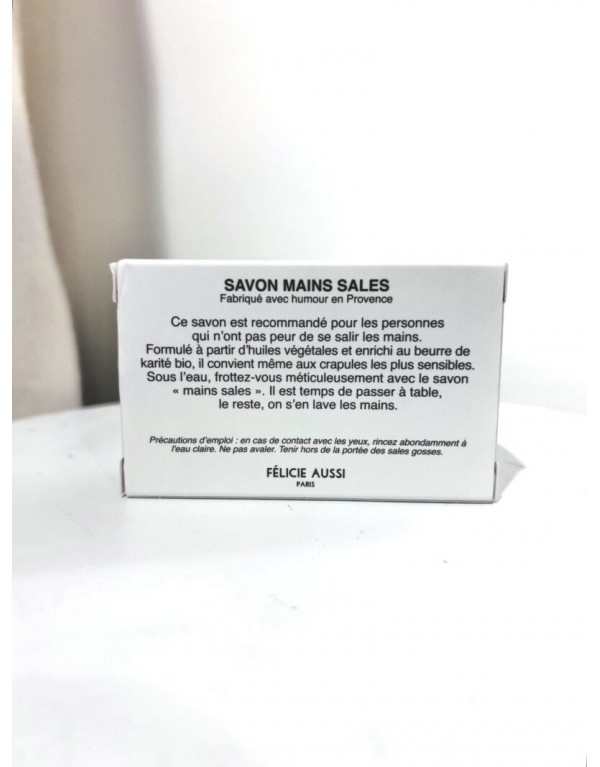 SAVON MAINS SALES
Fabriqué avec humour en Provence
Ce savon est recommandé pour les personnes
qui n'ont pas peur de se salir les mains.
Formulé à partir d'huiles végétales et enrichi au beurre de
karité bio, il convient même aux crapules les plus sensibles.
Sous l'eau, frottez-vous méticuleusement avec le savon
« mains sales ». Il est temps de passer à table,
le reste, on s'en lave les mains.
Précautions d'emploi : en cas de contact avec les yeux, rincez abondamment à
l'eau claire. Ne pas avaler. Tenir hors de la portée des sales gosses.
FÉLICIE AUSSI
PARIS